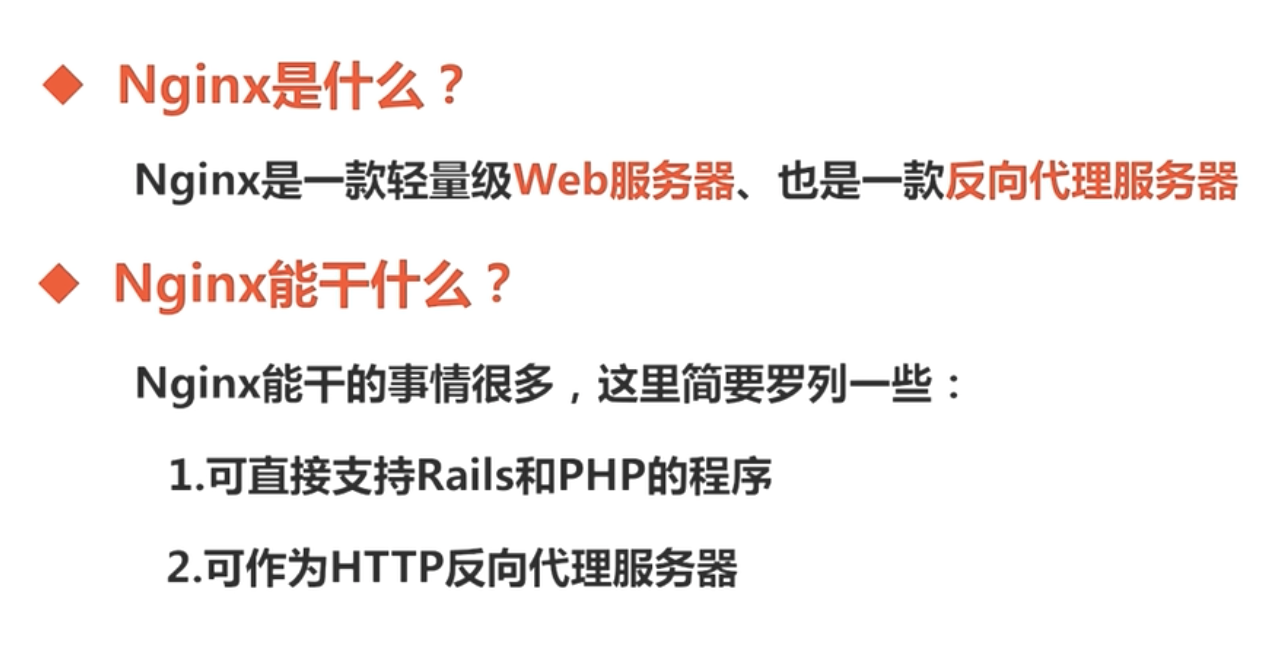 Nginx是什么？
Nginx是一款轻量级Web服务器、也是一款反向代理服务器
Nginx能干什么？
Nginx能干的事情很多，这里简要罗列一些：
1.可直接支持Rails和PHP的程序
2.可作为HTTP反向代理服务器